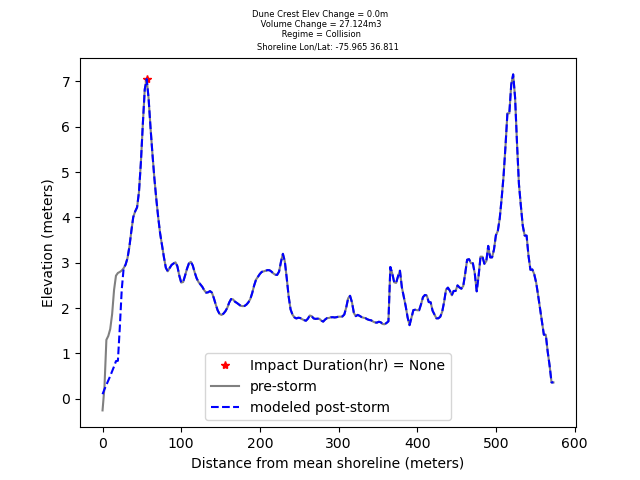 Dune Crest Elev Change = 0.0m
Volume Change = 27.124m3
Regime = Collision
Shoreline Lon/Lat: -75.965 36.811
7
6
5
4
3
2
1
0
Elevation (meters)
Impact Duration(hr) = None
pre-storm
modeled post-storm
0 100 200 300 400 500 600
Distance from mean shoreline (meters)